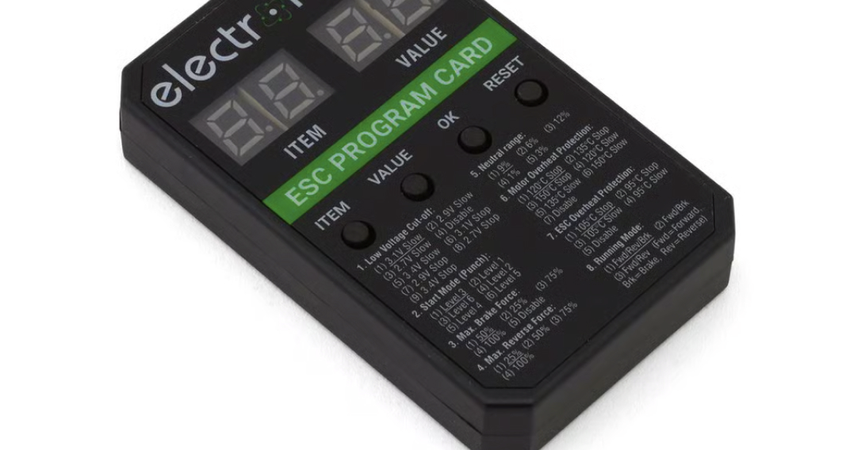 electr
ITEM
VALUE
ESC PROGRAM CARD
ITEM
VALUE
OK
RESET
1. Low Voltage Cut-off:
(1) 3.1V Slow (2) 2.9V Slow
(3) 2.7V Slow (4) Disable
(5) 3.4V Slow (6) 3.1V Stop
(7) 2.9V Stop (8) 2.7V Stop
(9) 3.4V Stop
2. Start Mode (Punch):
(1) Level 3 (2) Level 1
(3) Level 6 (4) Level 2
(5) Level 4 (6) Level 5
3. Max. Brake Force:
(1) 50% (2) 25% (3) 75%
(4) 100% (5) Disable
4. Max. Reverse Force:
(1) 25% (2) 50% (3) 75%
(4) 100%
5. Neutral range:
(1) 9% (2) 6% (3) 12%
(4) 1% (5) 3%
6. Motor Overheat Protection:
(1) 120°C Stop (2) 135°C Stop
(3) 150°C Stop (4) 120°C Slow
(5) 135°C Slow (6) 150°C Slow
(7) Disable
7. ESC Overheat Protection:
(1) 105°C Stop (2) 95°C Stop
(3) 105°C Slow (4) 95°C Slow
(5) Disable
8. Running Mode:
(1) Fwd/Rev/Brk (2) Fwd/Brk
(3) Fwd/Rev (Fwd=Forward,
Brk=Brake, Rev=Reverse)